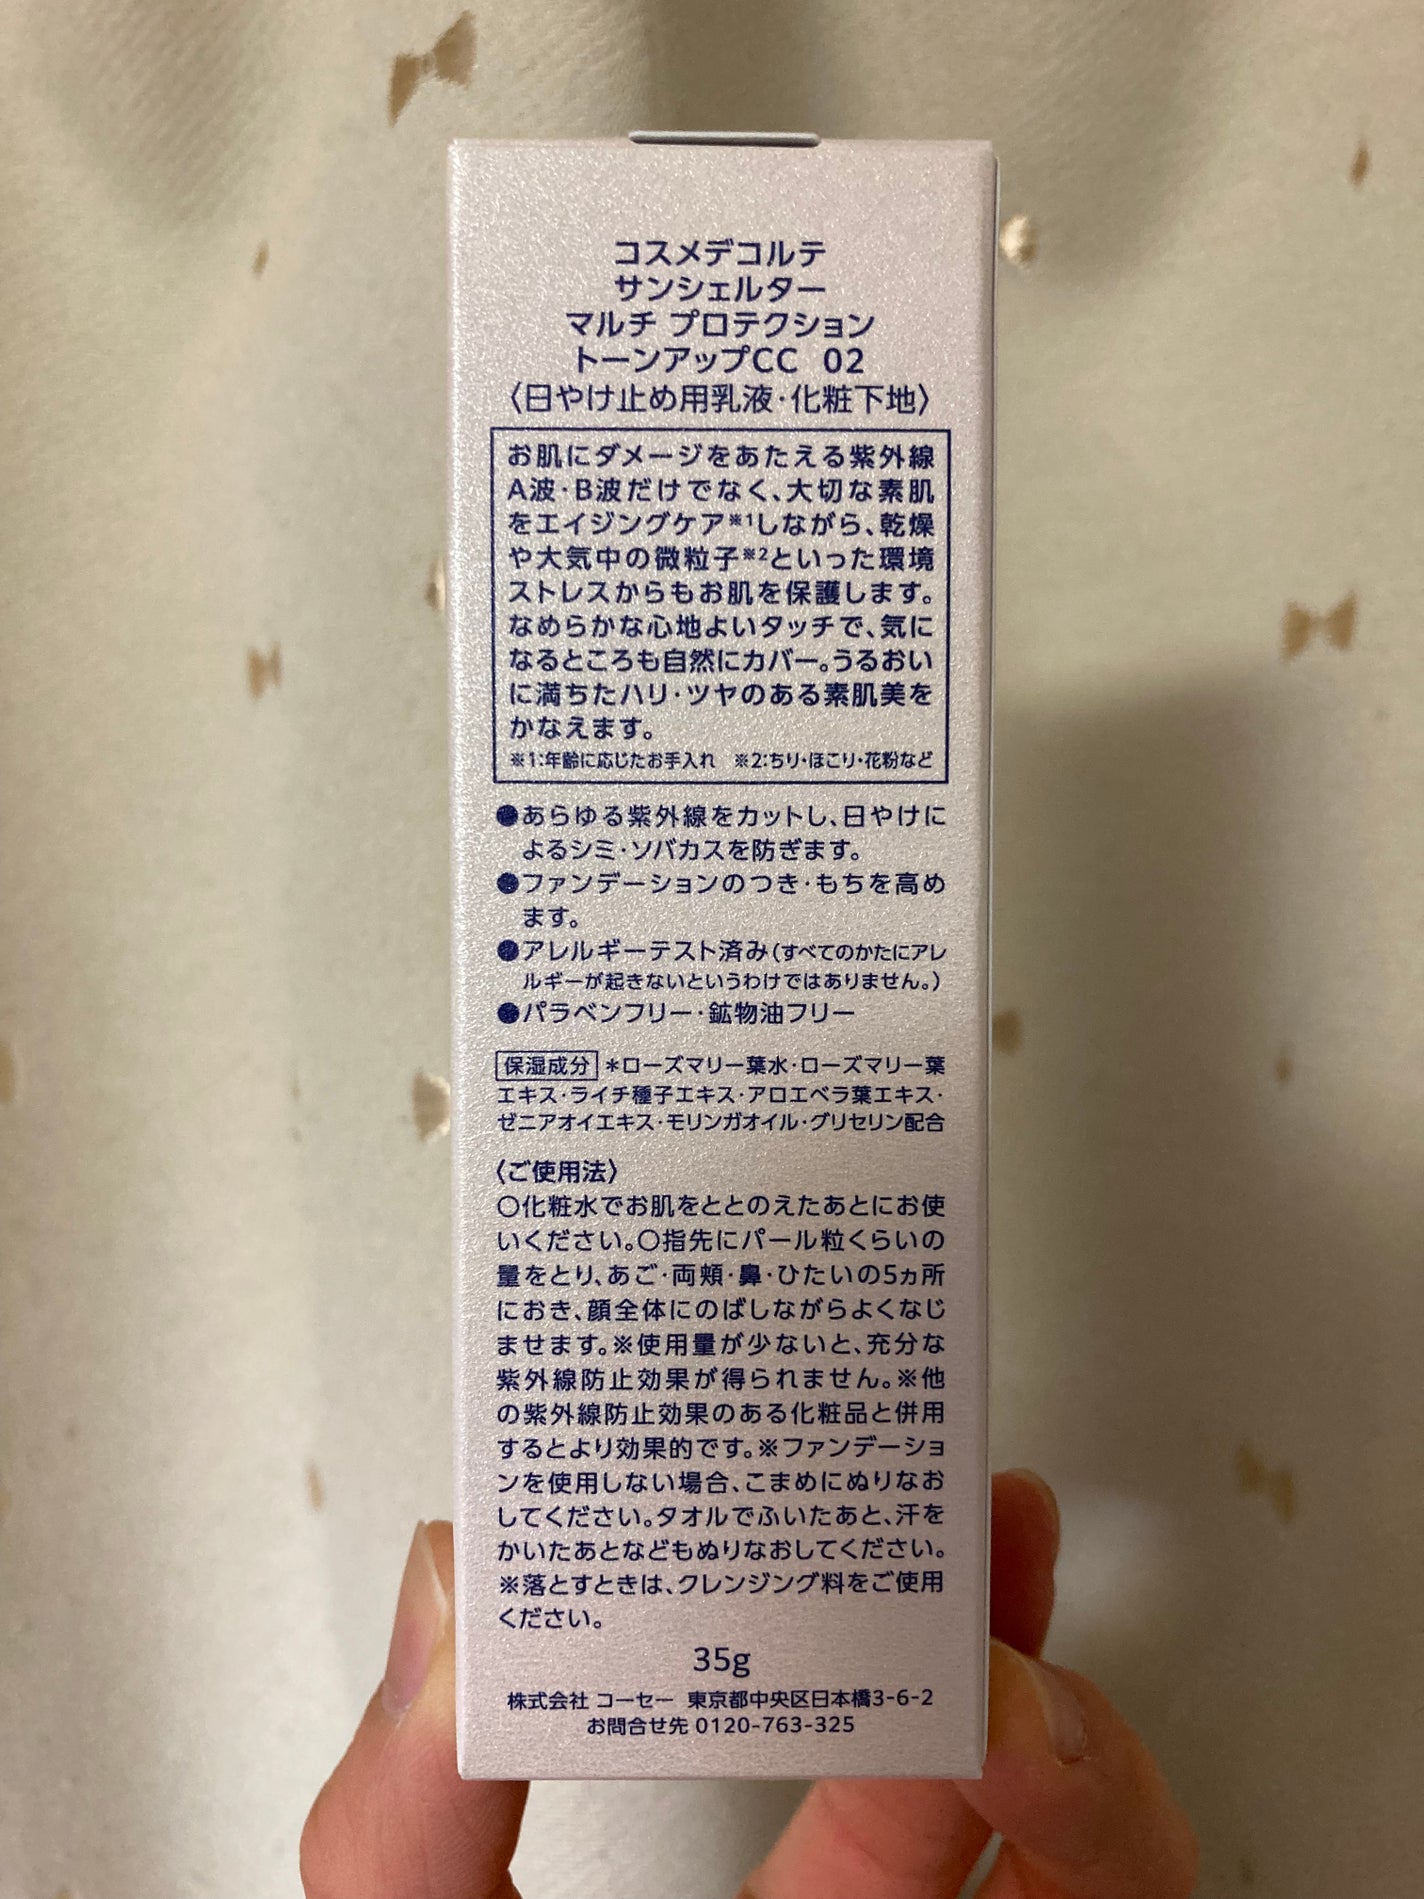 コスメデコルテ
サンシェルター
マルチ プロテクション
トーンアップCC 02
〈日やけ止め用乳液・化粧下地〉
お肌にダメージをあたえる紫外線
A波・B波だけでなく、大切な素肌
をエイジングケア※1しながら、乾燥
や大気中の微粒子※2といった環境
ストレスからもお肌を保護します。
なめらかな心地よいタッチで、気に
なるところも自然にカバー。うるおい
に満ちたハリ・ツヤのある素肌美を
かなえます。
※1:年齢に応じたお手入れ ※2:ちり・ほこり・花粉など
●あらゆる紫外線をカットし、日やけに
よるシミ・ソバカスを防ぎます。
●ファンデーションのつき・もちを高め
ます。
●アレルギーテスト済み(すべてのかたにアレ
ルギーが起きないというわけではありません。)
●パラベンフリー・鉱物油フリー
保湿成分 *ローズマリー葉水・ローズマリー葉
エキス・ライチ種子エキス・アロエベラ葉エキス・
ゼニアオイエキス・モリンガオイル・グリセリン配合
〈ご使用法〉
○化粧水でお肌をととのえたあとにお使
いください。○指先にパール粒くらいの
量をとり、あご・両頬・鼻・ひたいの5ヵ所
におき、顔全体にのばしながらよくなじ
ませます。※使用量が少ないと、充分な
紫外線防止効果が得られません。※他
の紫外線防止効果のある化粧品と併用
するとより効果的です。※ファンデーショ
ンを使用しない場合、こまめにぬりなお
してください。タオルでふいたあと、汗を
かいたあとなどもぬりなおしてください。
※落とすときは、クレンジング料をご使用
ください。
35g
株式会社 コーセー 東京都中央区日本橋3-6-2
お問合せ先 0120-763-325